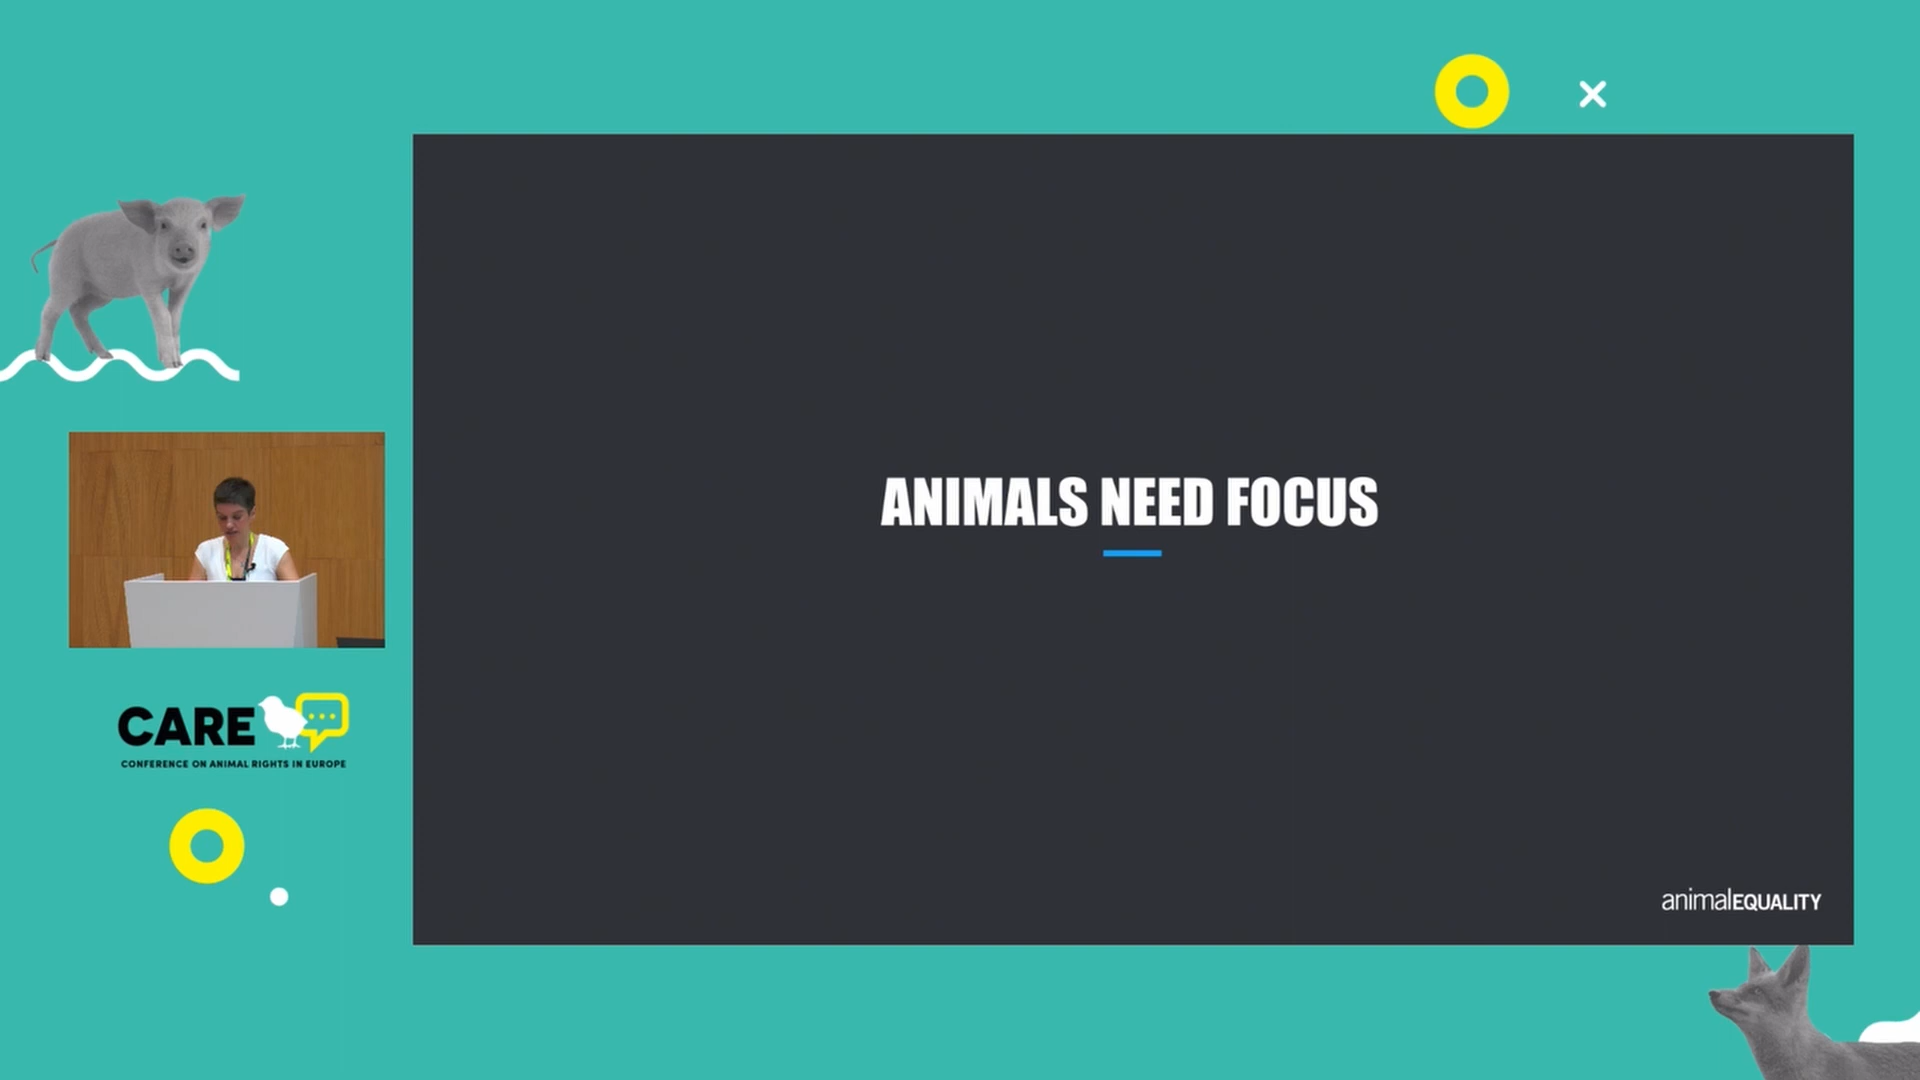 ANIMALS NEED FOCUS
CARE
CONFERENCE ON ANIMAL RIGHTS IN EUROPE
animalEQUALITY